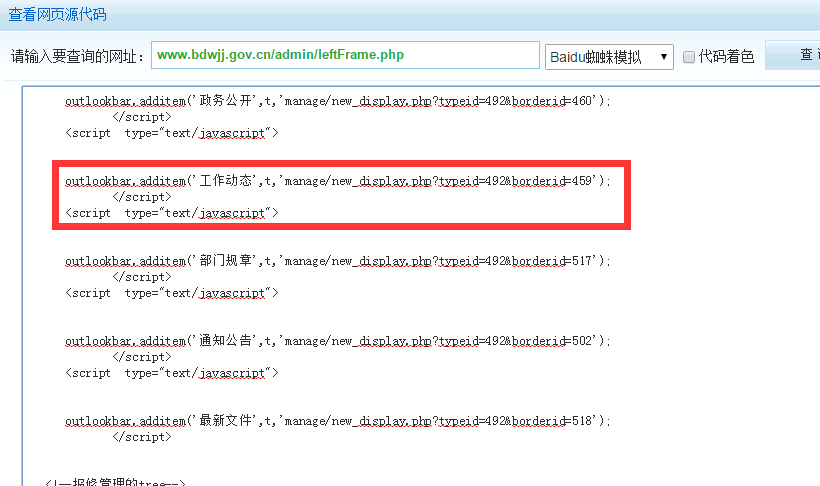 查看网页源代码
请输入要查询的网址： www.bdwjj.gov.cn/admin/leftFrame.php Baidu蜘蛛模拟 代码着色 查
outlookbar.additem('政务公开',t,'manage/new_display.php?typeid=492&borderid=460');
</script>
<script type="text/javascript">
outlookbar.additem('工作动态',t,'manage/new_display.php?typeid=492&borderid=459');
</script>
<script type="text/javascript">
outlookbar.additem('部门规章',t,'manage/new_display.php?typeid=492&borderid=517');
</script>
<script type="text/javascript">
outlookbar.additem('通知公告',t,'manage/new_display.php?typeid=492&borderid=502');
</script>
<script type="text/javascript">
outlookbar.additem('最新文件',t,'manage/new_display.php?typeid=492&borderid=518');
</script>
<!--报修管理的tree-->